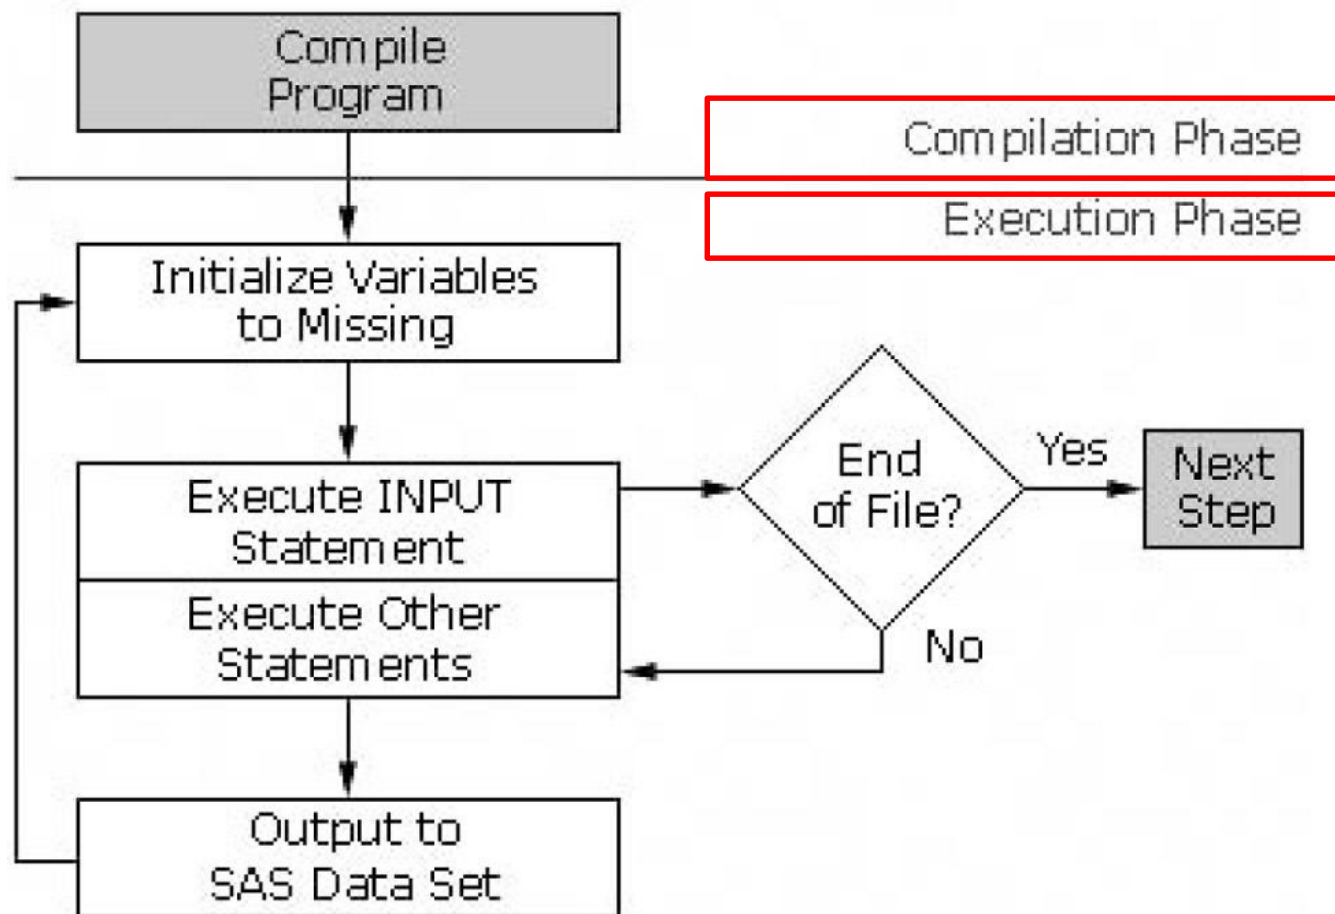 Compile
Program
Compilation Phase
Execution Phase
Initialize Variables
to Missing
Execute INPUT
Statement
End
of File?
Yes
Next
Step
Execute Other
Statements
No
Output to
SAS Data Set